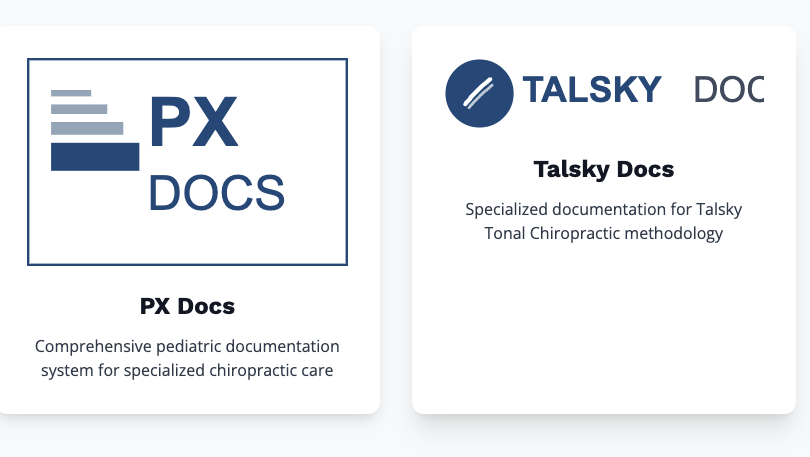 PX
DOCS
PX Docs
Comprehensive pediatric documentation
system for specialized chiropractic care
TALSKY DOC
Talsky Docs
Specialized documentation for Talsky
Tonal Chiropractic methodology